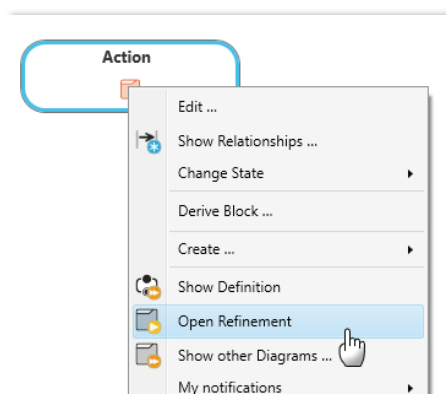 Action
Edit ...
Show Relationships ...
Change State
Derive Block ...
Create ...
Show Definition
Open Refinement
Show other Diagrams ...
My notifications